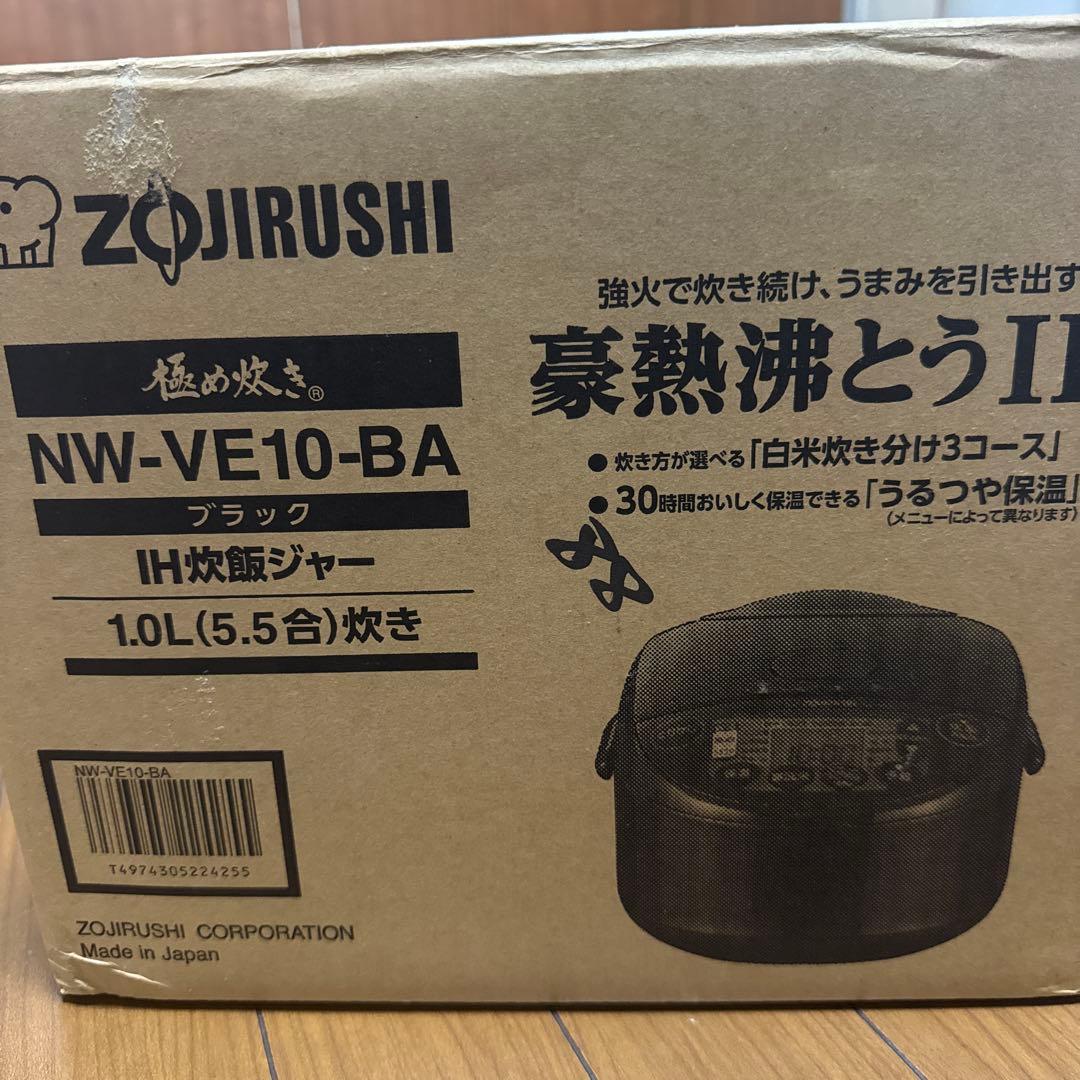 ZOJIRUSHI
強火で炊き続け、うまみを引き出す
豪熱沸とうIH
極め炊き®
NW-VE10-BA
ブラック
IH炊飯ジャー
1.0L(5.5合)炊き
●炊き方が選べる「白米炊き分け3コース」
●30時間おいしく保温できる「うるつや保温」
(メニューによって異なります)
NW-VE10-BA
T4974305224255
ZOJIRUSHI CORPORATION
Made in Japan